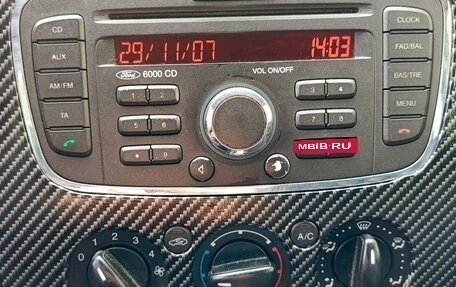 CD
CLOCK
29/11/07
14:03
AUX
FAD/BAL
Ford
6000 CD
VOL ON/OFF
AM/FM
BAS/TRE
1
2
3
4
TA
MENU
5
6
7
8
*
9
MBIB.RU
A/C
0
1
2
3
4